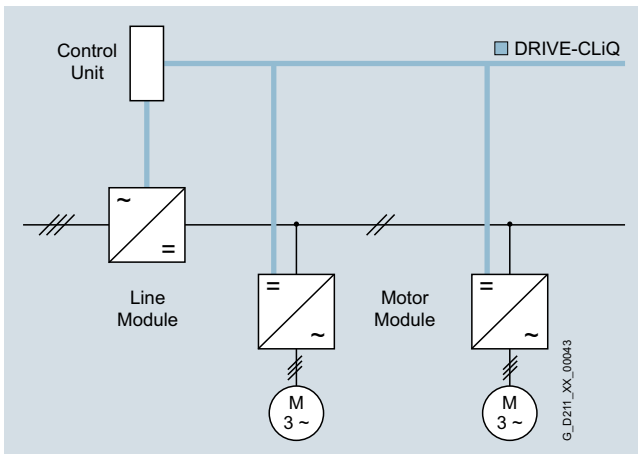 Control
Unit
DRIVE-CLiQ
~
=
Line
Module
=
~
Motor
Module
=
~
M
3 ~
M
3 ~
G_D211_XX_00043